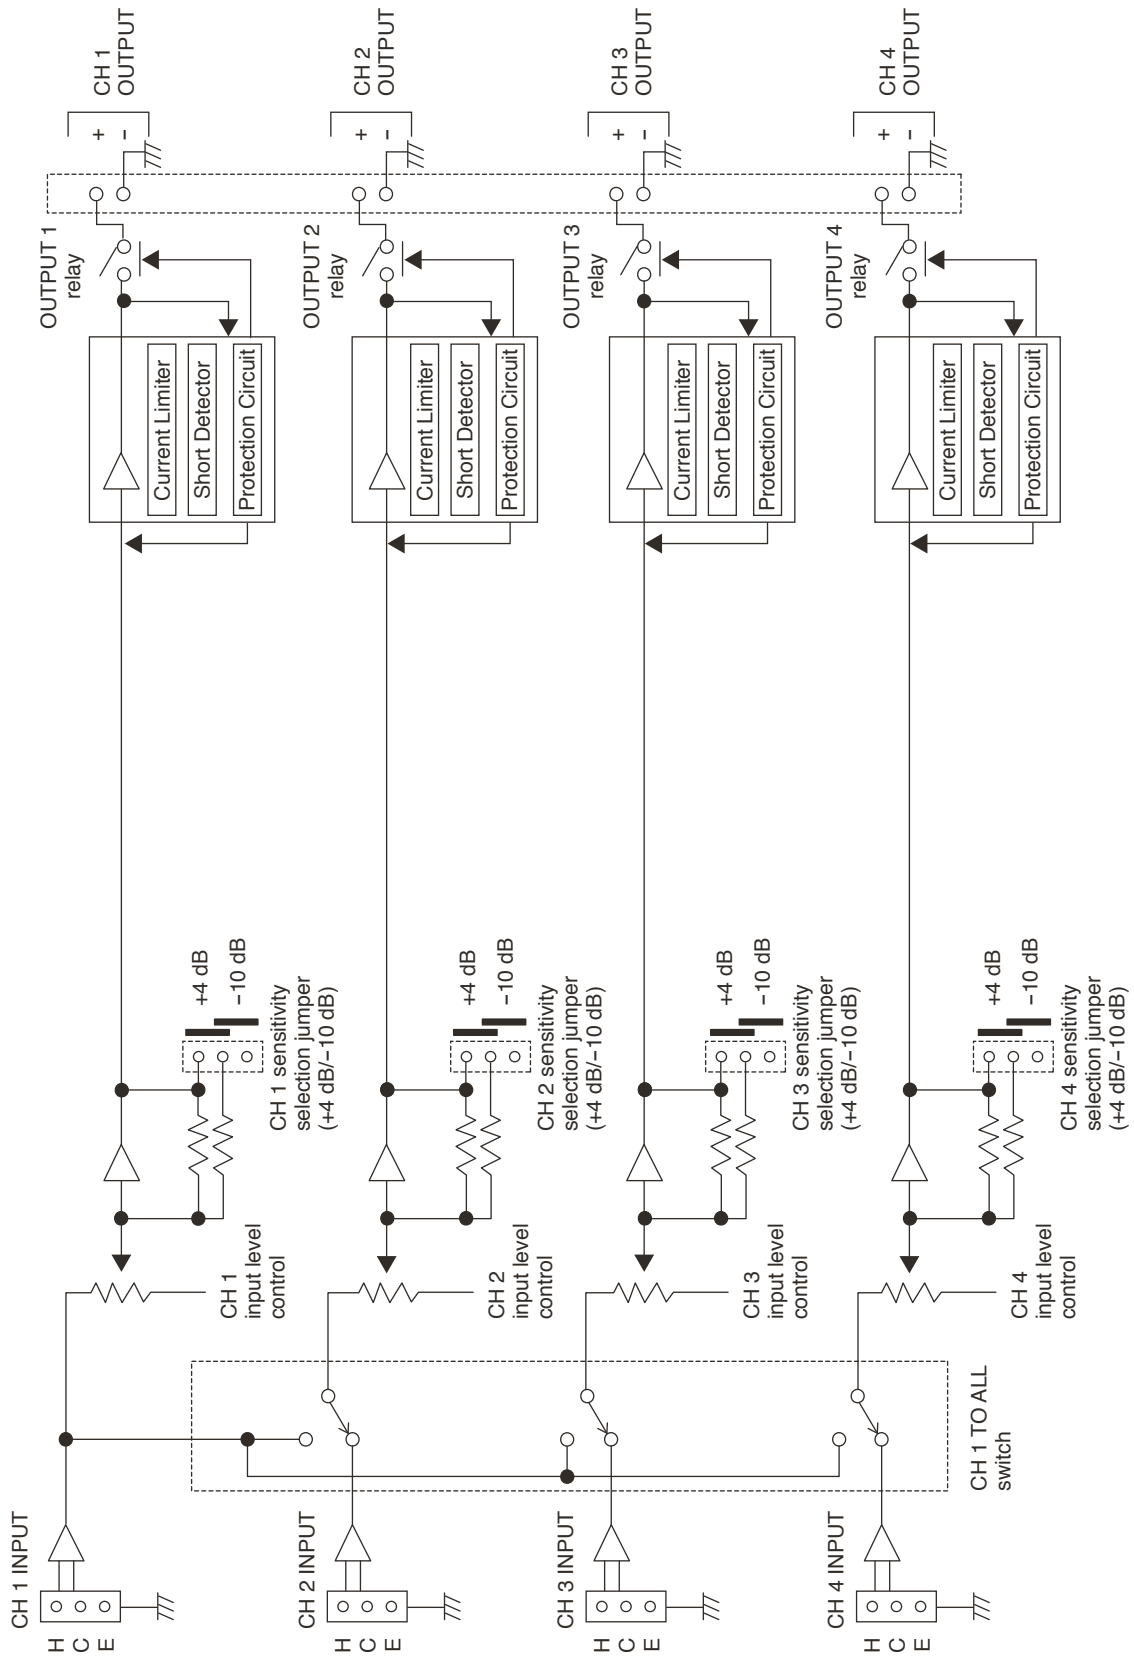 CH 1 INPUT
H
C
E
CH 1
input level
control
+4 dB
−10 dB
CH 1 sensitivity
selection jumper
(+4 dB/−10 dB)
Current Limiter
Short Detector
Protection Circuit
OUTPUT 1
relay
+
-
CH 1
OUTPUT
CH 2 INPUT
H
C
E
CH 2
input level
control
+4 dB
−10 dB
CH 2 sensitivity
selection jumper
(+4 dB/−10 dB)
Current Limiter
Short Detector
Protection Circuit
OUTPUT 2
relay
+
-
CH 2
OUTPUT
CH 3 INPUT
H
C
E
CH 3
input level
control
+4 dB
−10 dB
CH 3 sensitivity
selection jumper
(+4 dB/−10 dB)
Current Limiter
Short Detector
Protection Circuit
OUTPUT 3
relay
+
-
CH 3
OUTPUT
CH 4 INPUT
H
C
E
CH 1 TO ALL
switch
CH 4
input level
control
+4 dB
−10 dB
CH 4 sensitivity
selection jumper
(+4 dB/−10 dB)
Current Limiter
Short Detector
Protection Circuit
OUTPUT 4
relay
+
-
CH 4
OUTPUT